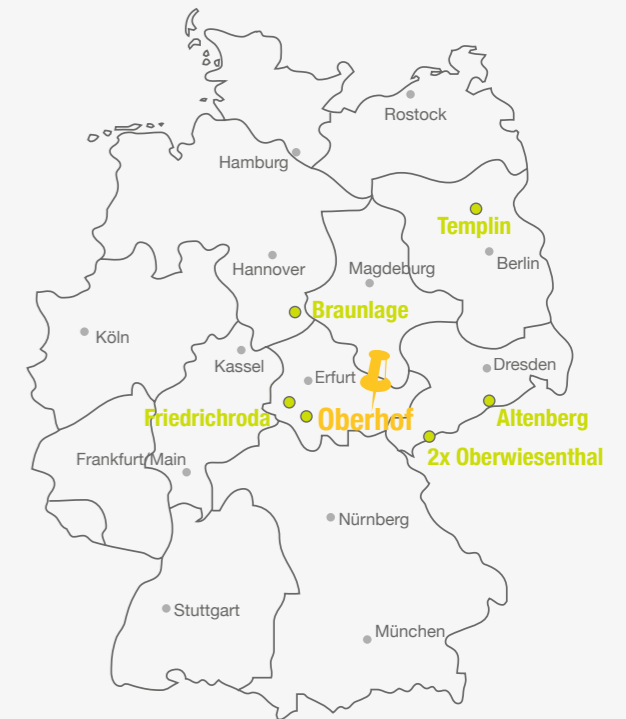 Rostock
Hamburg
Templin
Hannover
Magdeburg
Berlin
Braunlage
Köln
Kassel
Dresden
Erfurt
Friedrichroda
Oberhof
Altenberg
2x Oberwiesenthal
Frankfurt/Main
Nürnberg
Stuttgart
München